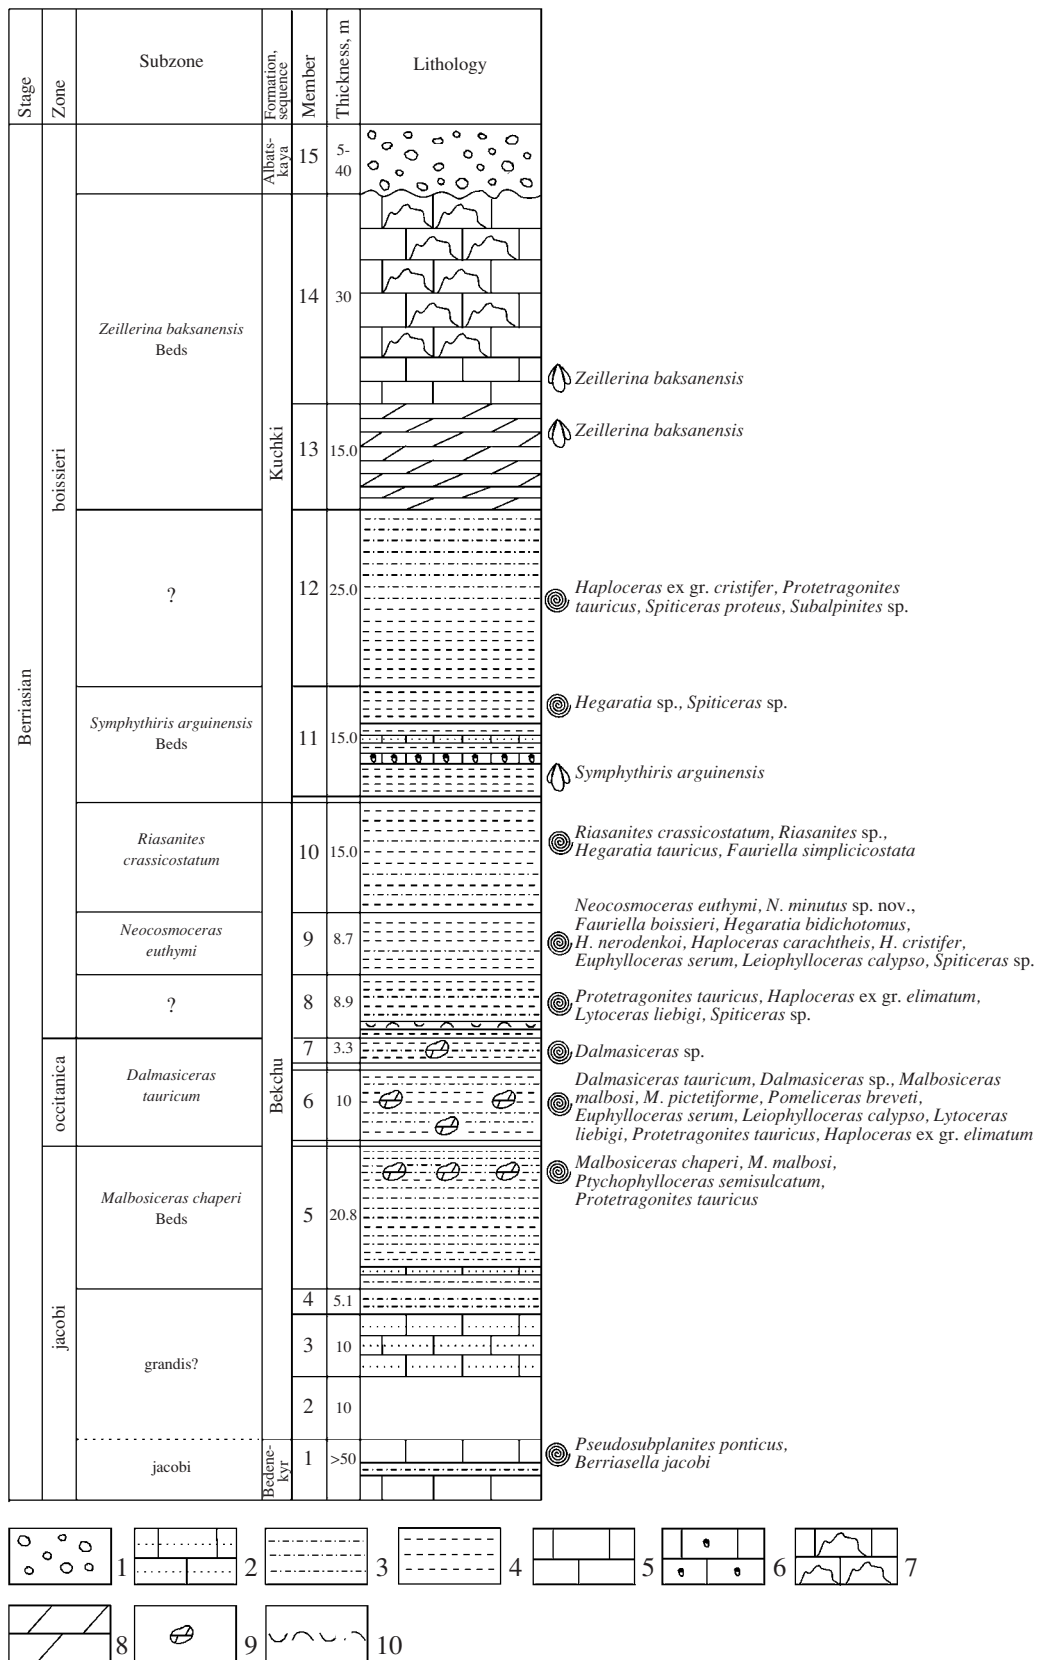 Stage
Zone
Subzone
Formation,
sequence
Member
Thickness, m
Lithology
Berriasian
boissieri
occitanica
jacobi
Albats-
kaya
15
5-
40
Zeillerina baksanensis
Beds
Kuchki
14
30
Zeillerina baksanensis
13
15.0
Zeillerina baksanensis
?
12
25.0
Haploceras ex gr. cristifer, Protetragonites
tauricus, Spiticeras proteus, Subalpinites sp.
Symphythiris arguinensis
Beds
11
15.0
Hegaratia sp., Spiticeras sp.
Symphythiris arguinensis
Bekchu
Riasanites
crassicostatum
10
15.0
Riasanites crassicostatum, Riasanites sp.,
Hegaratia tauricus, Fauriella simplicicostata
Neocosmoceras
euthymi
9
8.7
Neocosmoceras euthymi, N. minutus sp. nov.,
Fauriella boissieri, Hegaratia bidichotomus,
H. nerodenkoi, Haploceras carachtheis, H. cristifer,
Euphylloceras serum, Leiophylloceras calypso, Spiticeras sp.
?
8
8.9
Protetragonites tauricus, Haploceras ex gr. elimatum,
Lytoceras liebigi, Spiticeras sp.
Dalmasiceras
tauricum
7
3.3
Dalmasiceras sp.
6
10
Dalmasiceras tauricum, Dalmasiceras sp., Malbosiceras
malbosi, M. pictetiforme, Pomeliceras breveti,
Euphylloceras serum, Leiophylloceras calypso, Lytoceras
liebigi, Protetragonites tauricus, Haploceras ex gr. elimatum
Malbosiceras chaperi
Beds
5
20.8
Malbosiceras chaperi, M. malbosi,
Ptychophylloceras semisulcatum,
Protetragonites tauricus
grandis?
4
5.1
3
10
2
10
jacobi
Bedene-
kyr
1
>50
Pseudosubplanites ponticus,
Berriasella jacobi
1
2
3
4
5
6
7
8
9
10